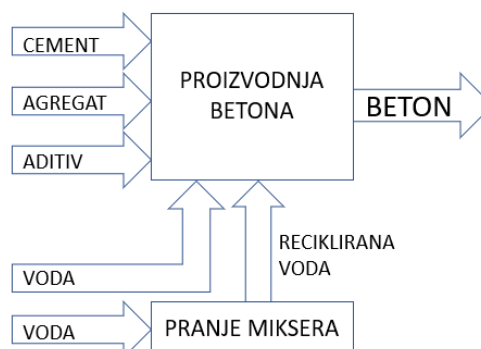 CEMENT
AGREGAT
ADITIV
PROIZVODNJA
BETONA
BETON
RECIKLIRANA
VODA
VODA
VODA
PRANJE MIKSERA